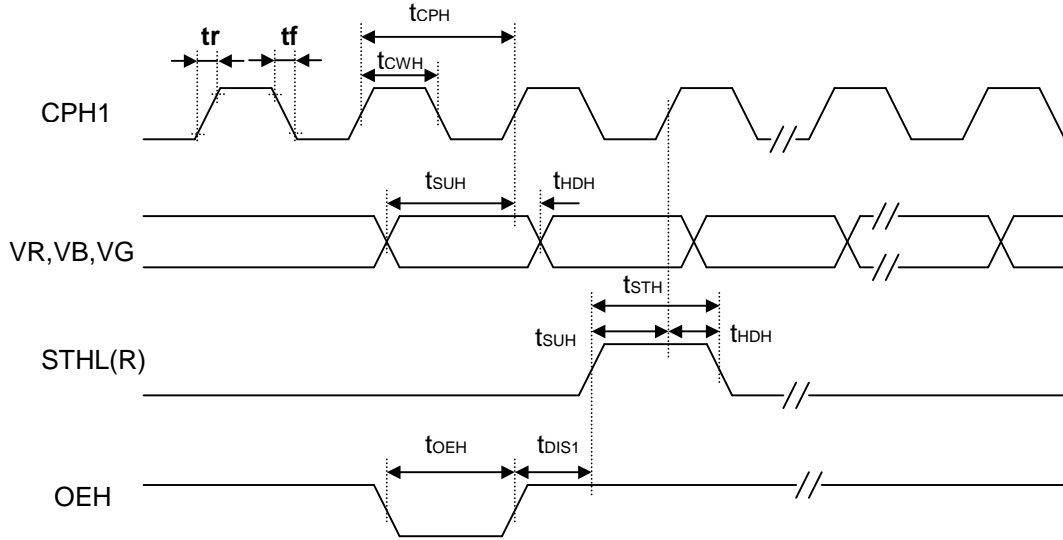 tCPH
tr tf
tCWH
CPH1
tSUH tHDH
VR,VB,VG
tSTH
tSUH tHDH
STHL(R)
tOEH tDIS1
OEH